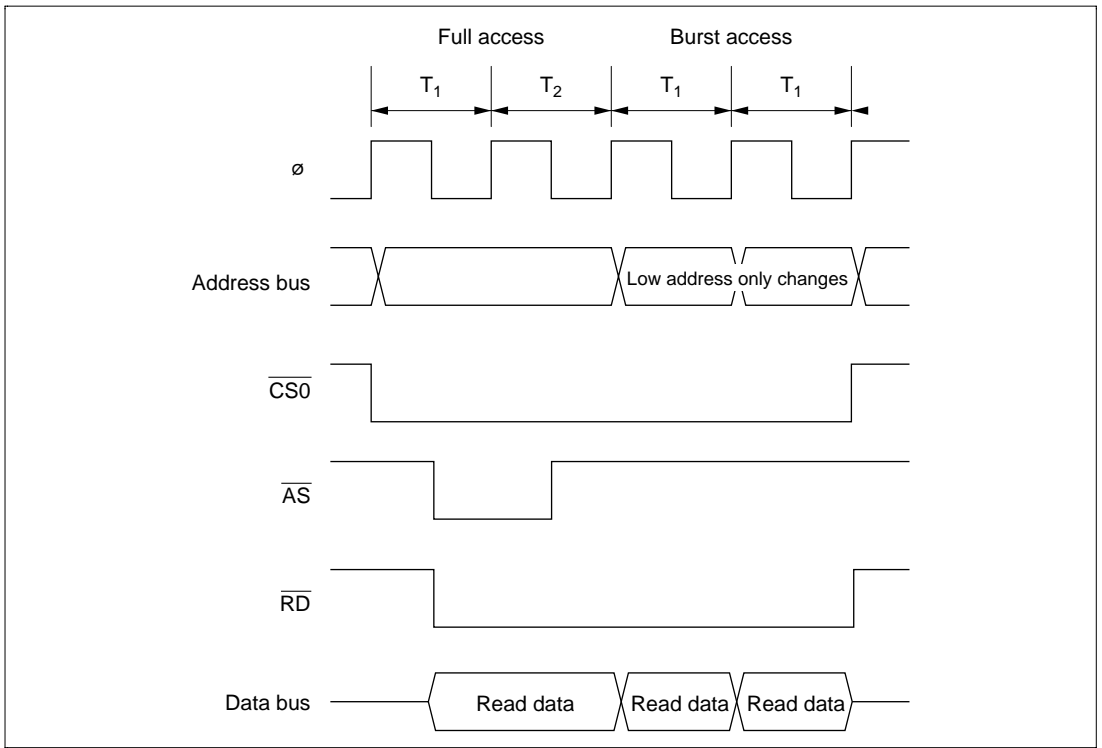 Full access Burst access
T1 T2 T1 T1
ø
Address bus
Low address only changes
CS0
AS
RD
Data bus
Read data Read data Read data